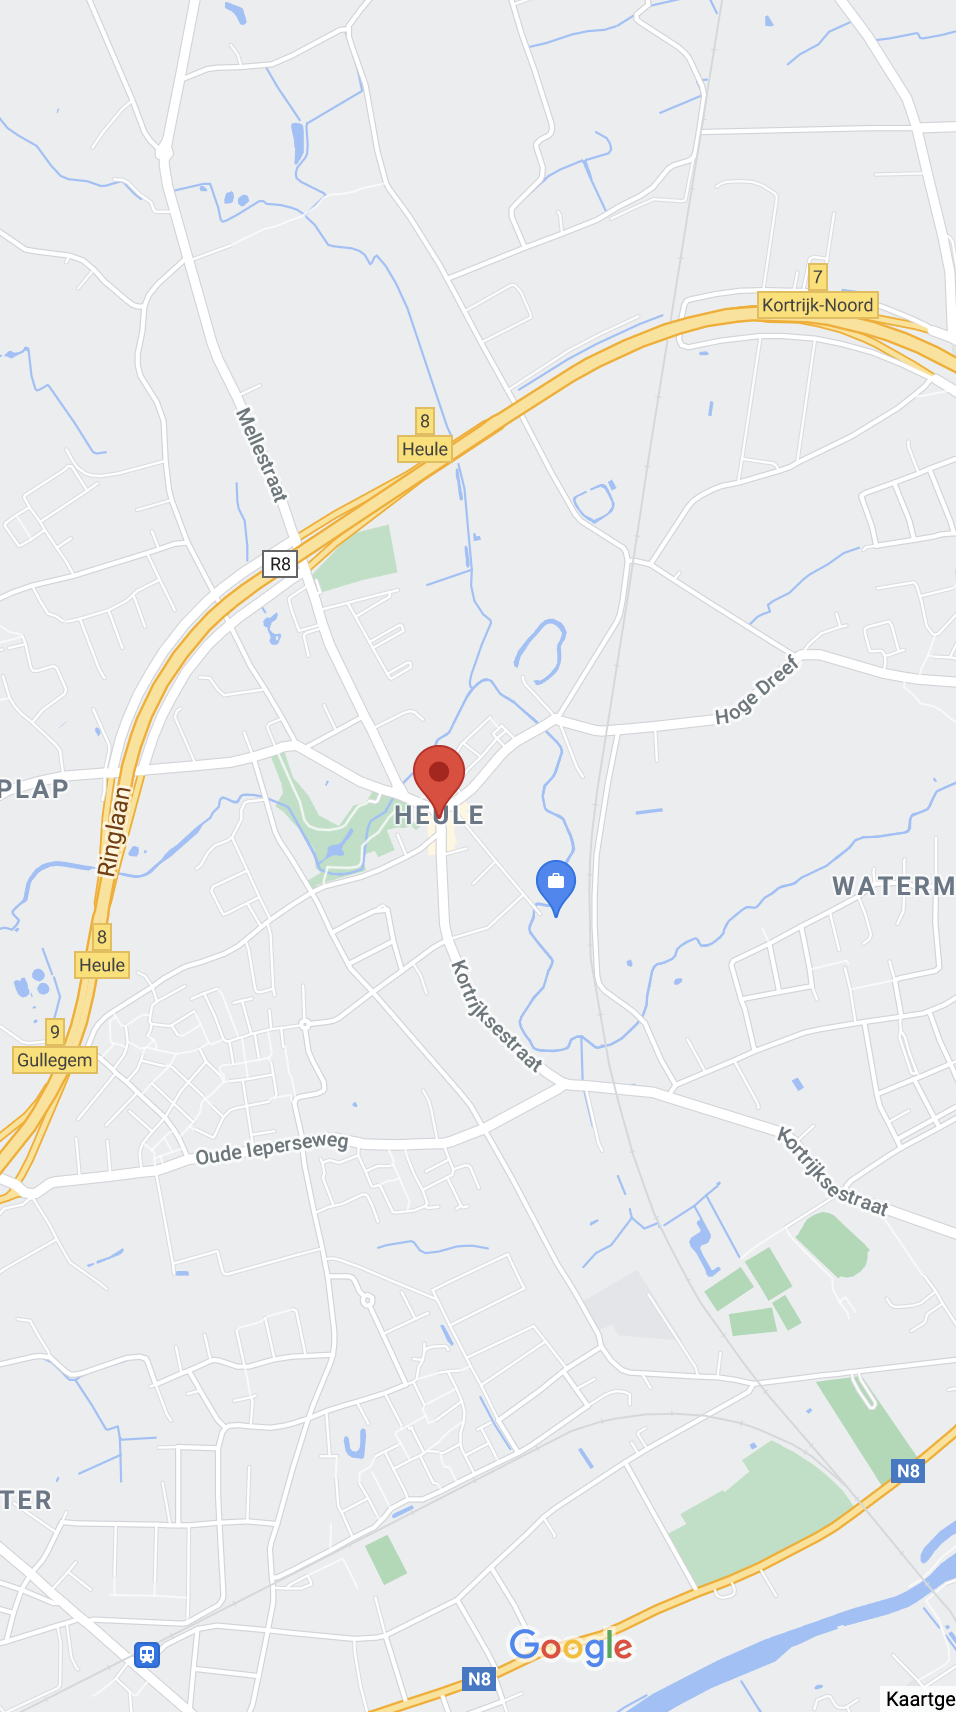 7
Kortrijk-Noord
8
Heule
Mellestraat
R8
Hoge Dreef
PLAP
HEULE
Ringlaan
WATERM
8
Heule
Kortrijksestraat
9
Gullegem
Oude Ieperseweg
Kortrijksestraat
N8
TER
Google
N8
Kaartge